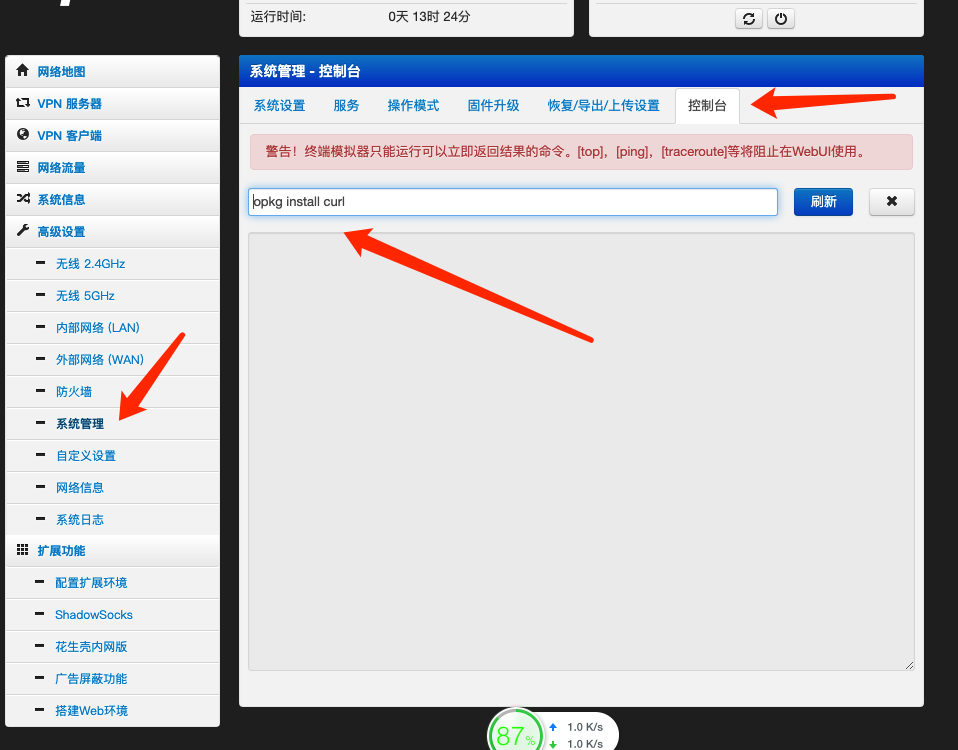 运行时间: 0天 13时 24分
网络地图
VPN 服务器
VPN 客户端
网络流量
系统信息
高级设置
无线 2.4GHz
无线 5GHz
内部网络 (LAN)
外部网络 (WAN)
防火墙
系统管理
自定义设置
网络信息
系统日志
扩展功能
配置扩展环境
ShadowSocks
花生壳内网版
广告屏蔽功能
搭建Web环境
系统管理 - 控制台
系统设置 服务 操作模式 固件升级 恢复/导出/上传设置 控制台
警告！终端模拟器只能运行可以立即返回结果的命令。[top]，[ping]，[traceroute]等将阻止在WebUI使用。
opkg install curl 刷新
87% 1.0 K/s
1.0 K/s